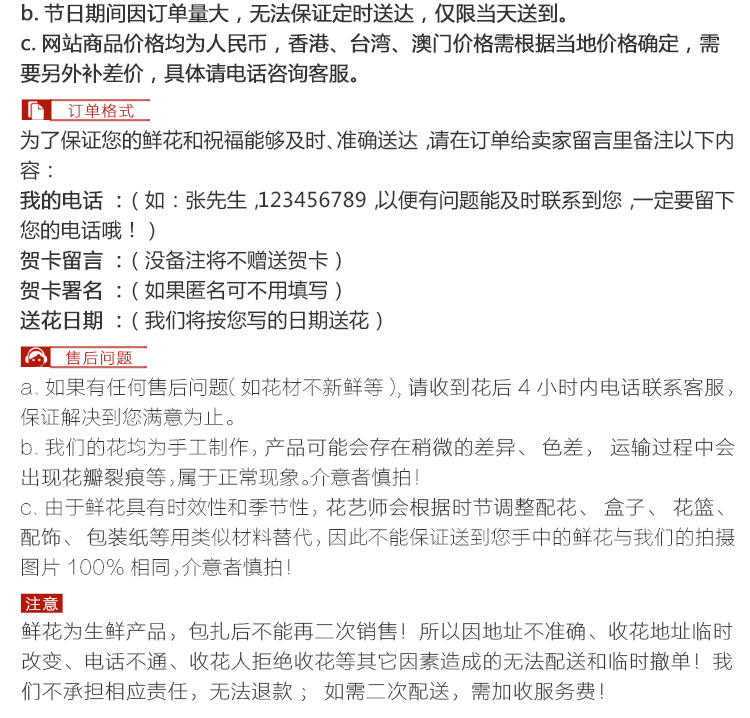 b. 节日期间因订单量大，无法保证定时送达，仅限当天送到。
c. 网站商品价格均为人民币，香港、台湾、澳门价格需根据当地价格确定，需
要另外补差价，具体请电话咨询客服。
订单格式
为了保证您的鲜花和祝福能够及时、准确送达 ,请在订单给卖家留言里备注以下内
容：
我的电话 ：( 如：张先生 ,123456789 ,以便有问题能及时联系到您 ,一定要留下
您的电话哦！)
贺卡留言 ：( 没备注将不赠送贺卡 )
贺卡署名 ：( 如果匿名可不用填写 )
送花日期 ：( 我们将按您写的日期送花 )
售后问题
a. 如果有任何售后问题( 如花材不新鲜等 ), 请收到花后 4 小时内电话联系客服，
保证解决到您满意为止。
b. 我们的花均为手工制作，产品可能会存在稍微的差异、 色差， 运输过程中会
出现花瓣裂痕等，属于正常现象。介意者慎拍！
c. 由于鲜花具有时效性和季节性，花艺师会根据时节调整配花、 盒子、 花篮、
配饰、 包装纸等用类似材料替代，因此不能保证送到您手中的鲜花与我们的拍摄
图片 100% 相同，介意者慎拍！
注意
鲜花为生鲜产品，包扎后不能再二次销售！所以因地址不准确、收花地址临时
改变、电话不通、收花人拒绝收花等其它因素造成的无法配送和临时撤单！我
们不承担相应责任，无法退款 ； 如需二次配送，需加收服务费！